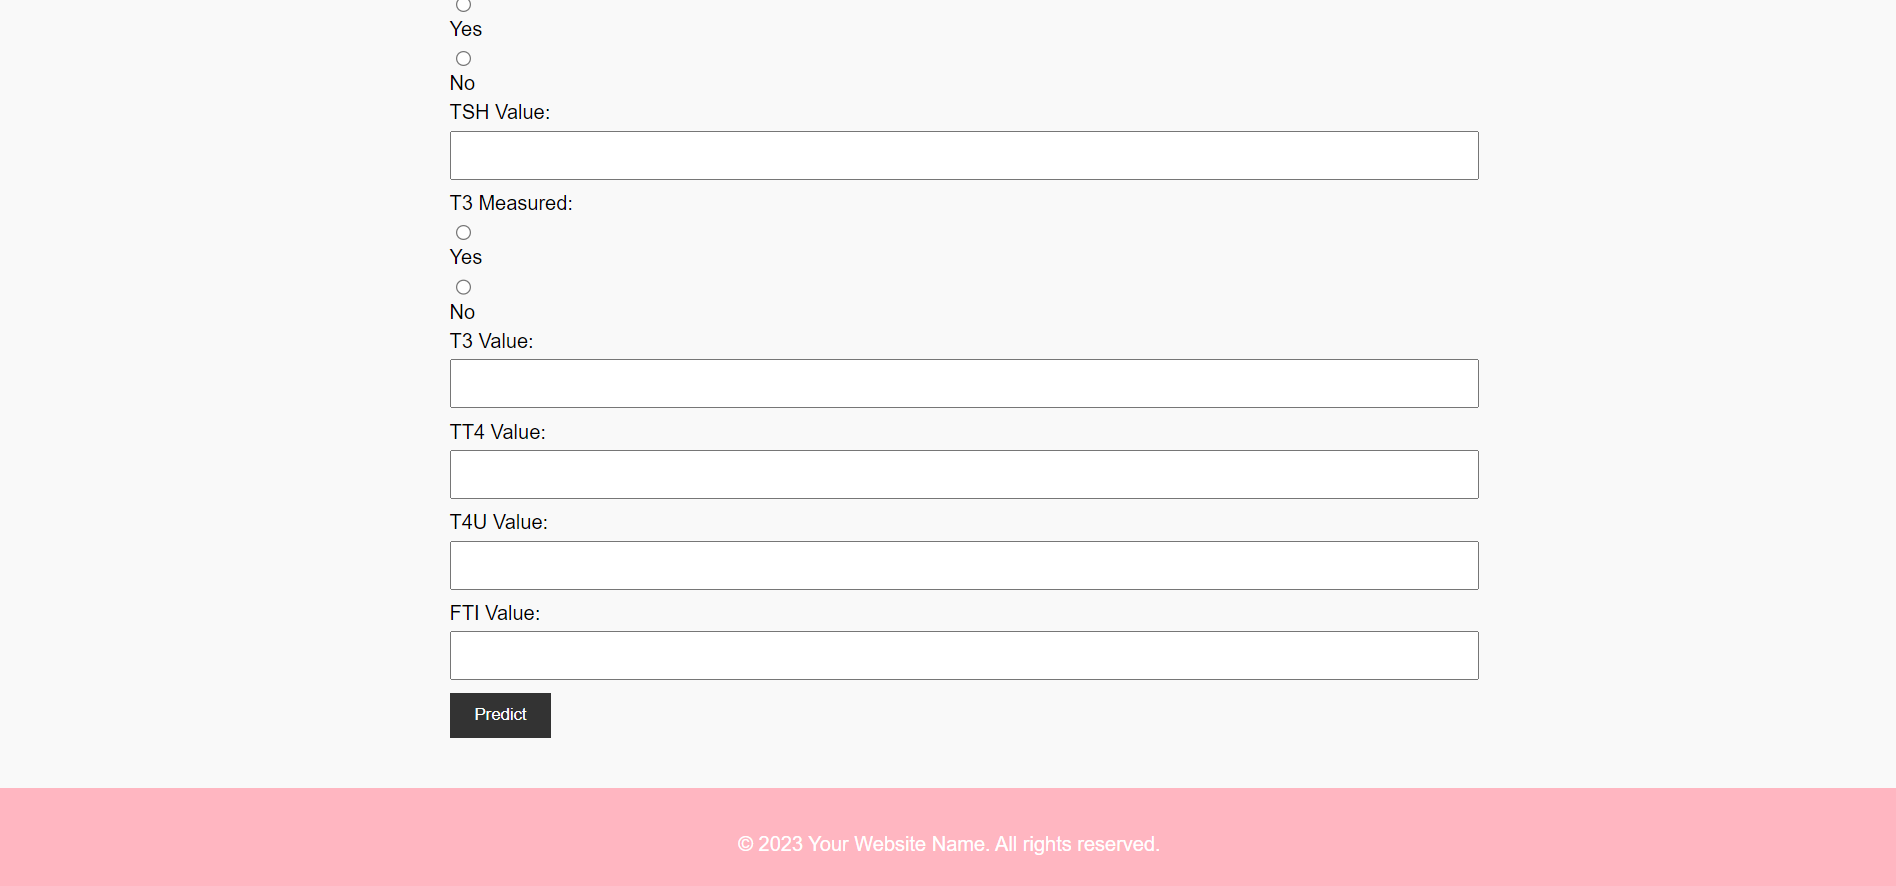 Yes
No
TSH Value:
T3 Measured:
Yes
No
T3 Value:
TT4 Value:
T4U Value:
FTI Value:
Predict
© 2023 Your Website Name. All rights reserved.